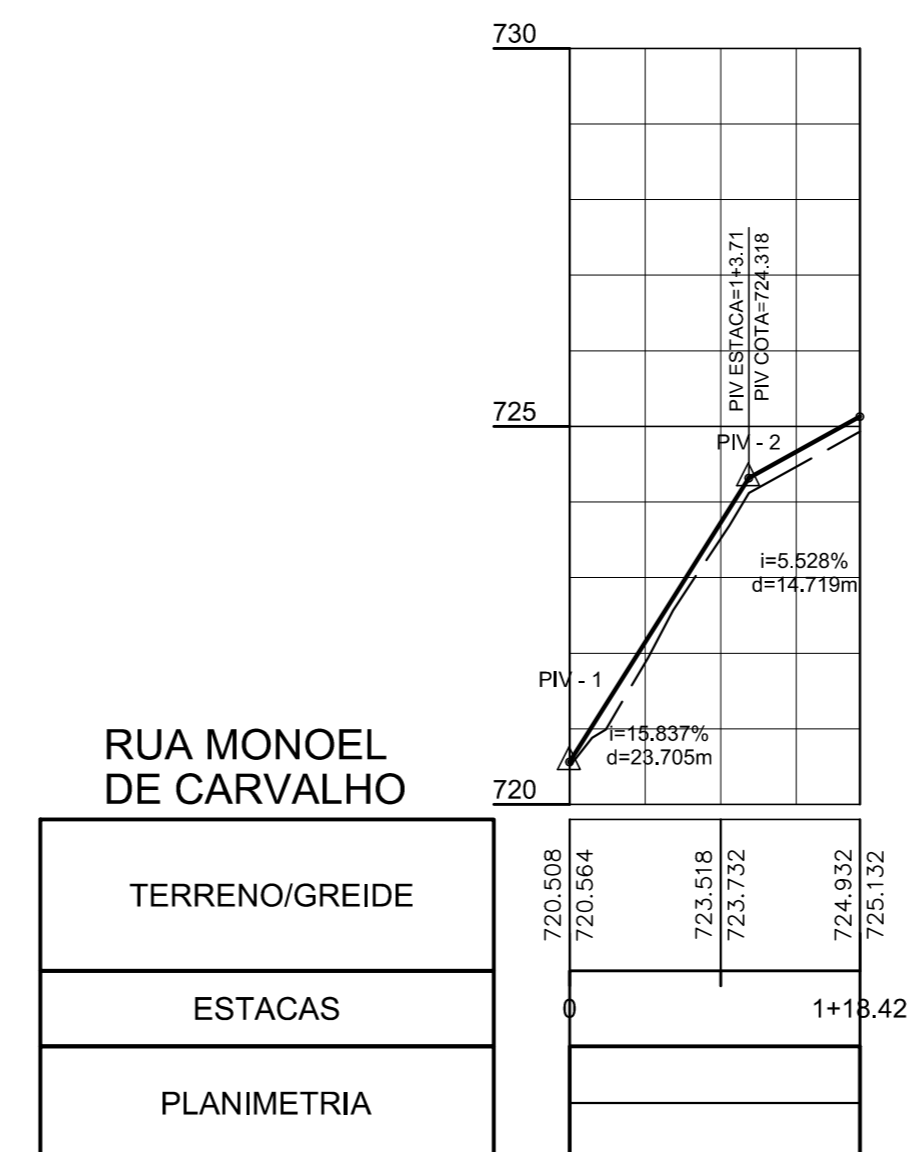 730
PIV ESTACA=1+3.71
PIV COTA=724.318
725
PIV - 2
i=5.528%
d=14.719m
PIV - 1
i=15.837%
d=23.705m
720
RUA MONOEL
DE CARVALHO
TERRENO/GREIDE
720.508
720.564
723.518
723.732
724.932
725.132
ESTACAS
0
1+18.42
PLANIMETRIA